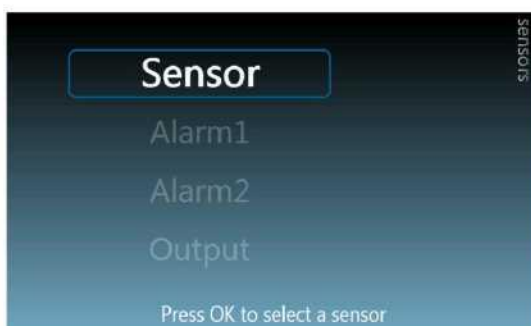 sensors
Sensor
Alarm1
Alarm2
Output
Press OK to select a sensor